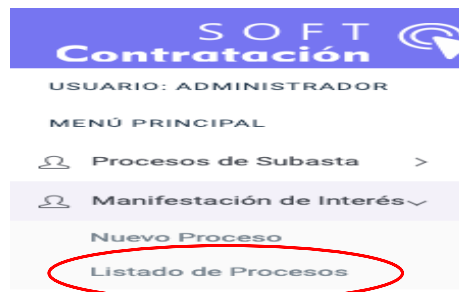 SOFT
Contratación
USUARIO: ADMINISTRADOR
MENÚ PRINCIPAL
Procesos de Subasta >
Manifestación de Interés
Nuevo Proceso
Listado de Procesos